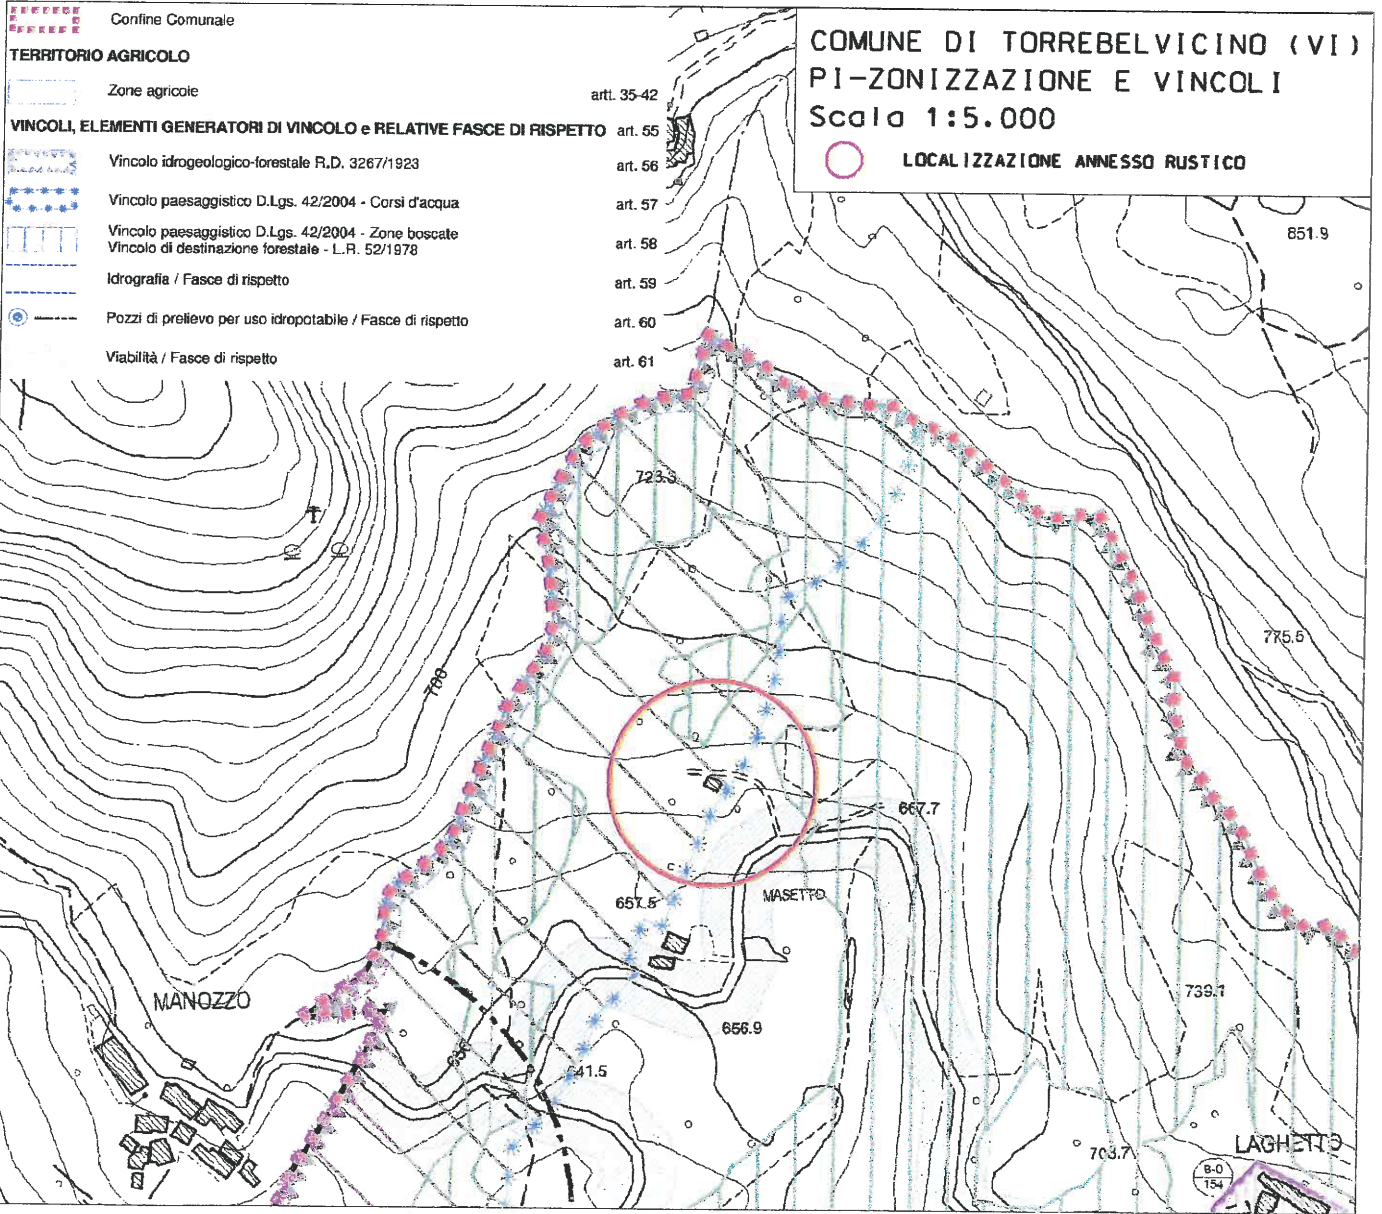 Confine Comunale
TERRITORIO AGRICOLO
Zone agricole artt. 35-42
VINCOLI, ELEMENTI GENERATORI DI VINCOLO e RELATIVE FASCE DI RISPETTO art. 55
Vincolo idrogeologico-forestale R.D. 3267/1923 art. 56
Vincolo paesaggistico D.Lgs. 42/2004 - Corsi d'acqua art. 57
Vincolo paesaggistico D.Lgs. 42/2004 - Zone boscate
Vincolo di destinazione forestale - L.R. 52/1978 art. 58
Idrografia / Fasce di rispetto art. 59
Pozzi di prelievo per uso idropotabile / Fasce di rispetto art. 60
Viabilità / Fasce di rispetto art. 61
COMUNE DI TORREBELVICINO (VI)
PI-ZONIZZAZIONE E VINCOLI
Scala 1:5.000
LOCALIZZAZIONE ANNESSO RUSTICO
851.9
723.3
775.5
700
667.7
657.5
MASETTO
MANOZZO
656.9
739.1
650
641.5
703.7
LAGHETTO
B-0
154